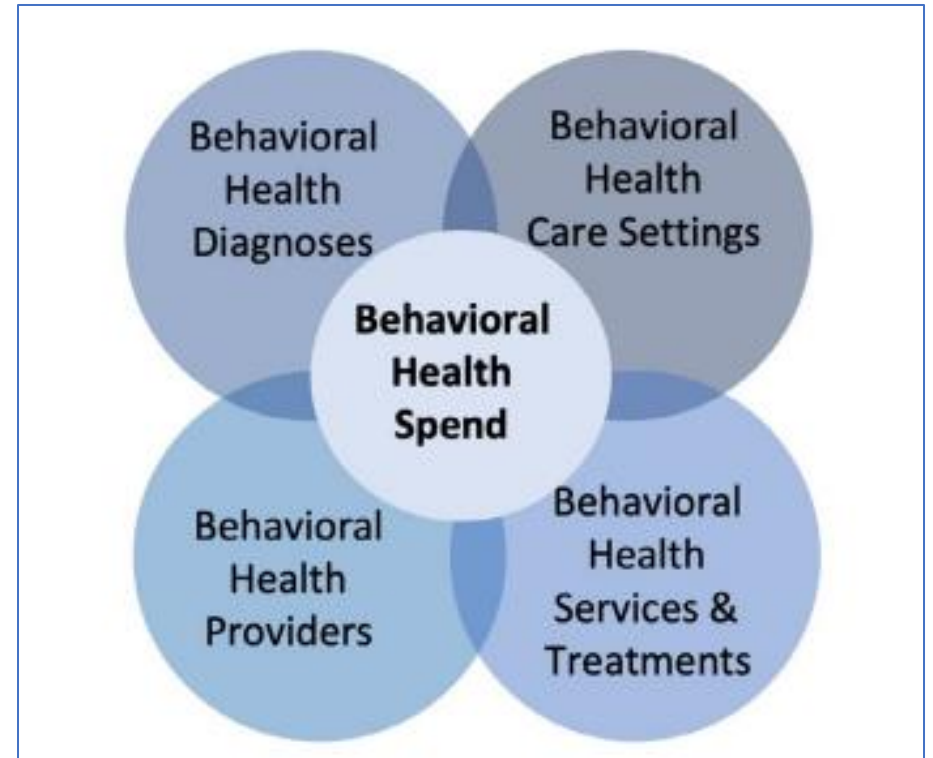 Behavioral
Health
Diagnoses
Behavioral
Health
Care Settings
Behavioral
Health
Spend
Behavioral
Health
Providers
Behavioral
Health
Services &
Treatments